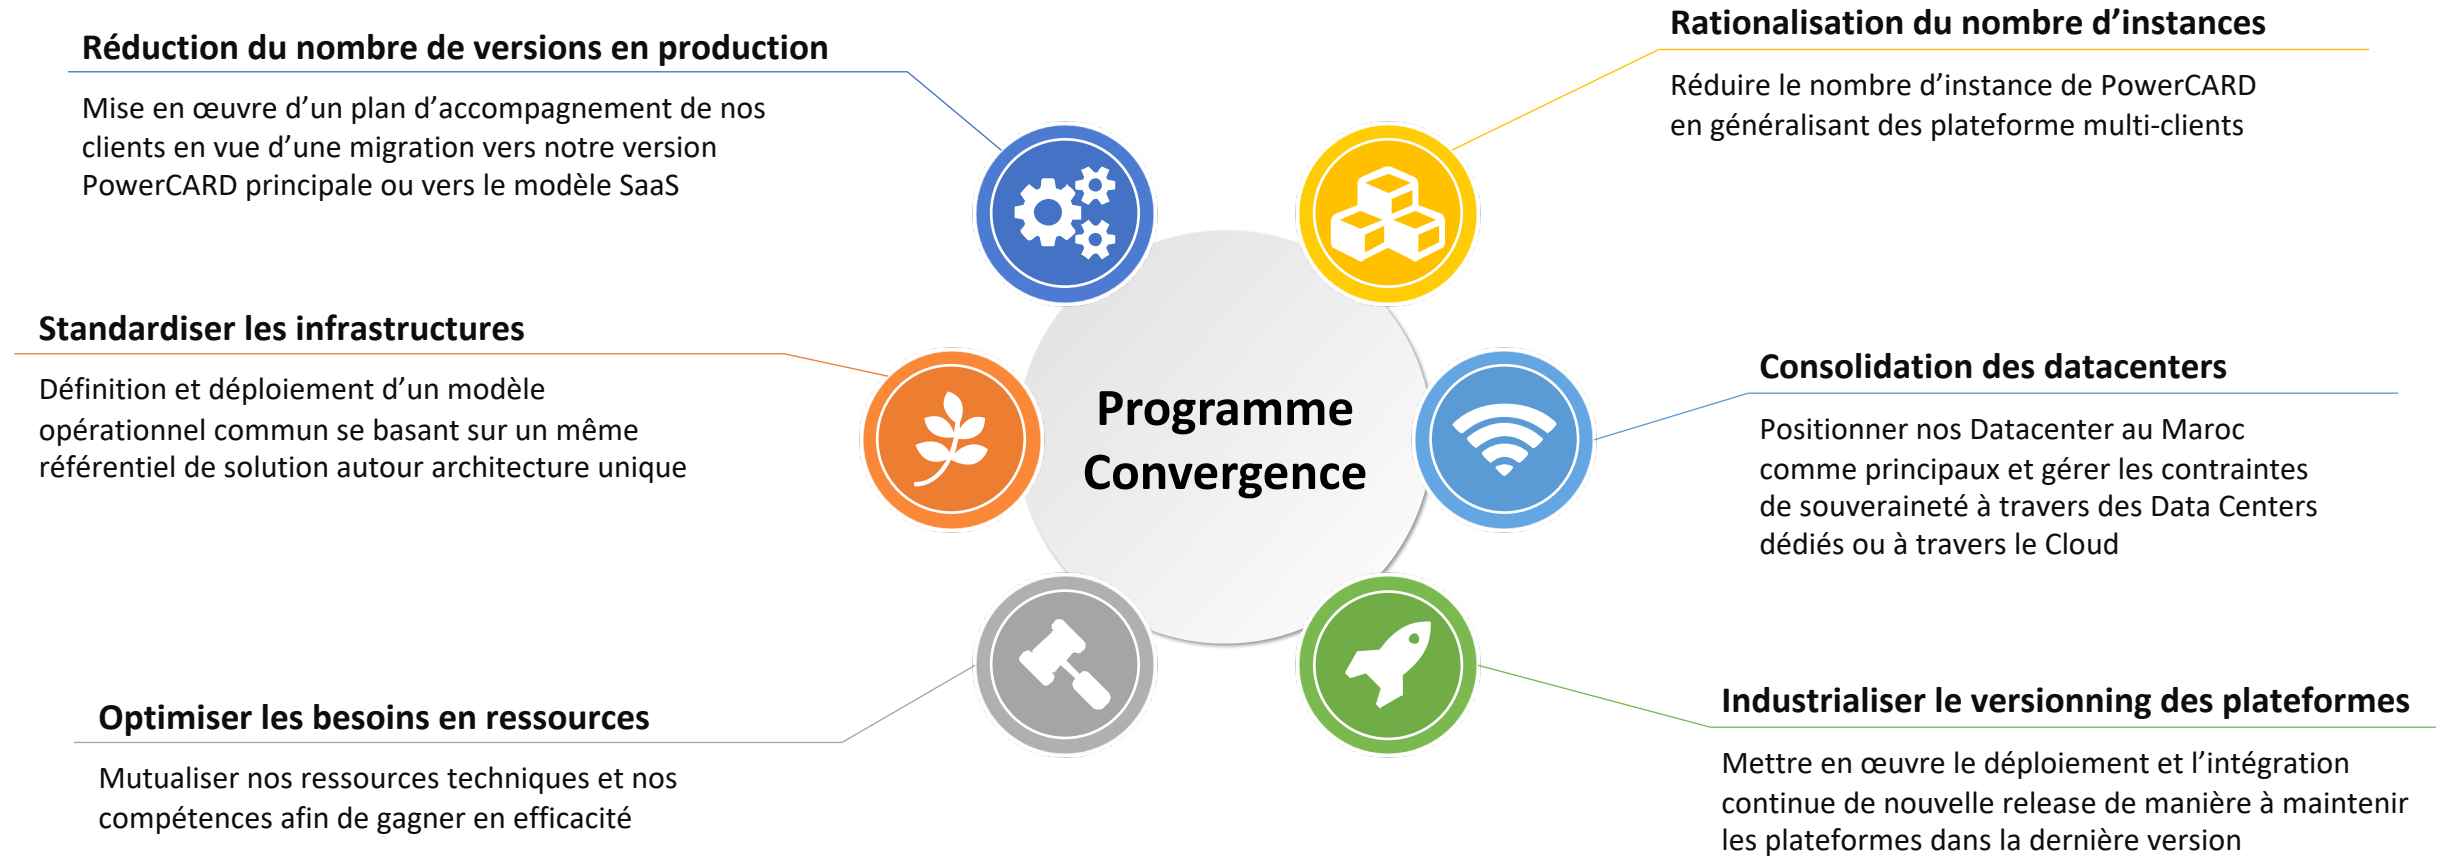 Réduction du nombre de versions en production
Mise en œuvre d’un plan d’accompagnement de nos
clients en vue d’une migration vers notre version
PowerCARD principale ou vers le modèle SaaS
Rationalisation du nombre d’instances
Réduire le nombre d’instance de PowerCARD
en généralisant des plateforme multi-clients
Standardiser les infrastructures
Définition et déploiement d’un modèle
opérationnel commun se basant sur un même
référentiel de solution autour architecture unique
Programme
Convergence
Consolidation des datacenters
Positionner nos Datacenter au Maroc
comme principaux et gérer les contraintes
de souveraineté à travers des Data Centers
dédiés ou à travers le Cloud
Optimiser les besoins en ressources
Mutualiser nos ressources techniques et nos
compétences afin de gagner en efficacité
Industrialiser le versionning des plateformes
Mettre en œuvre le déploiement et l’intégration
continue de nouvelle release de manière à maintenir
les plateformes dans la dernière version